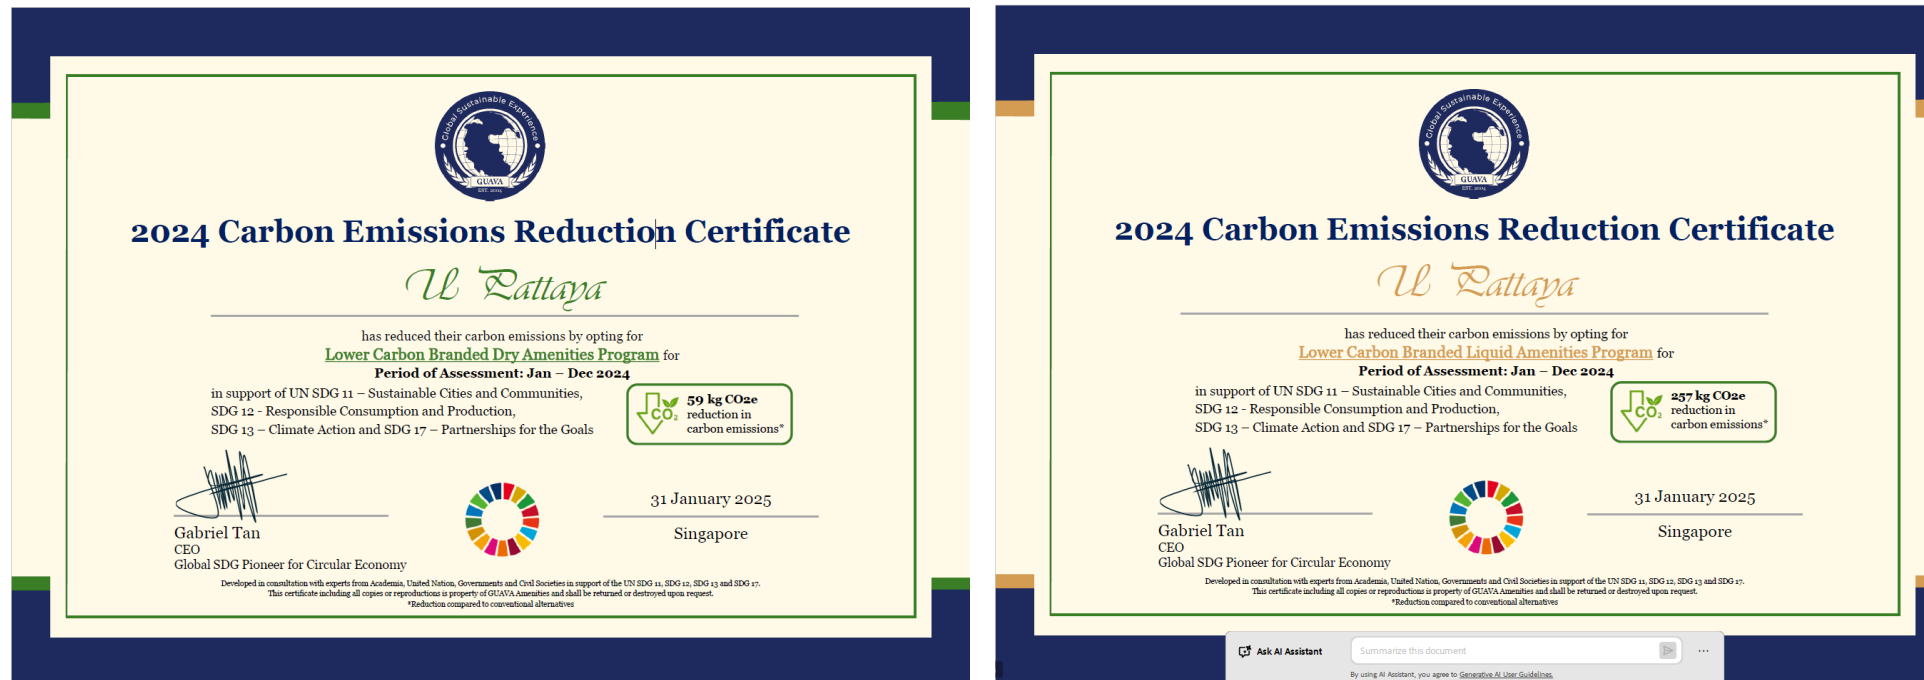 Global Sustainable Experience
GUAVA
EST. 2024
2024 Carbon Emissions Reduction Certificate
U Pattaya
has reduced their carbon emissions by opting for
Lower Carbon Branded Dry Amenities Program for
Period of Assessment: Jan – Dec 2024
in support of UN SDG 11 – Sustainable Cities and Communities,
SDG 12 - Responsible Consumption and Production,
SDG 13 – Climate Action and SDG 17 – Partnerships for the Goals
CO2
59 kg CO2e
reduction in
carbon emissions*
31 January 2025
Singapore
Gabriel Tan
CEO
Global SDG Pioneer for Circular Economy
Developed in consultation with experts from Academia, United Nation, Governments and Civil Societies in support of the UN SDG 11, SDG 12, SDG 13 and SDG 17.
This certificate including all copies or reproductions is property of GUAVA Amenities and shall be returned or destroyed upon request.
*Reduction compared to conventional alternatives
Global Sustainable Experience
GUAVA
EST. 2024
2024 Carbon Emissions Reduction Certificate
U Pattaya
has reduced their carbon emissions by opting for
Lower Carbon Branded Liquid Amenities Program for
Period of Assessment: Jan – Dec 2024
in support of UN SDG 11 – Sustainable Cities and Communities,
SDG 12 - Responsible Consumption and Production,
SDG 13 – Climate Action and SDG 17 – Partnerships for the Goals
CO2
257 kg CO2e
reduction in
carbon emissions*
31 January 2025
Singapore
Gabriel Tan
CEO
Global SDG Pioneer for Circular Economy
Developed in consultation with experts from Academia, United Nation, Governments and Civil Societies in support of the UN SDG 11, SDG 12, SDG 13 and SDG 17.
This certificate including all copies or reproductions is property of GUAVA Amenities and shall be returned or destroyed upon request.
*Reduction compared to conventional alternatives
Ask AI Assistant
Summarize this document
By using AI Assistant, you agree to Generative AI User Guidelines.